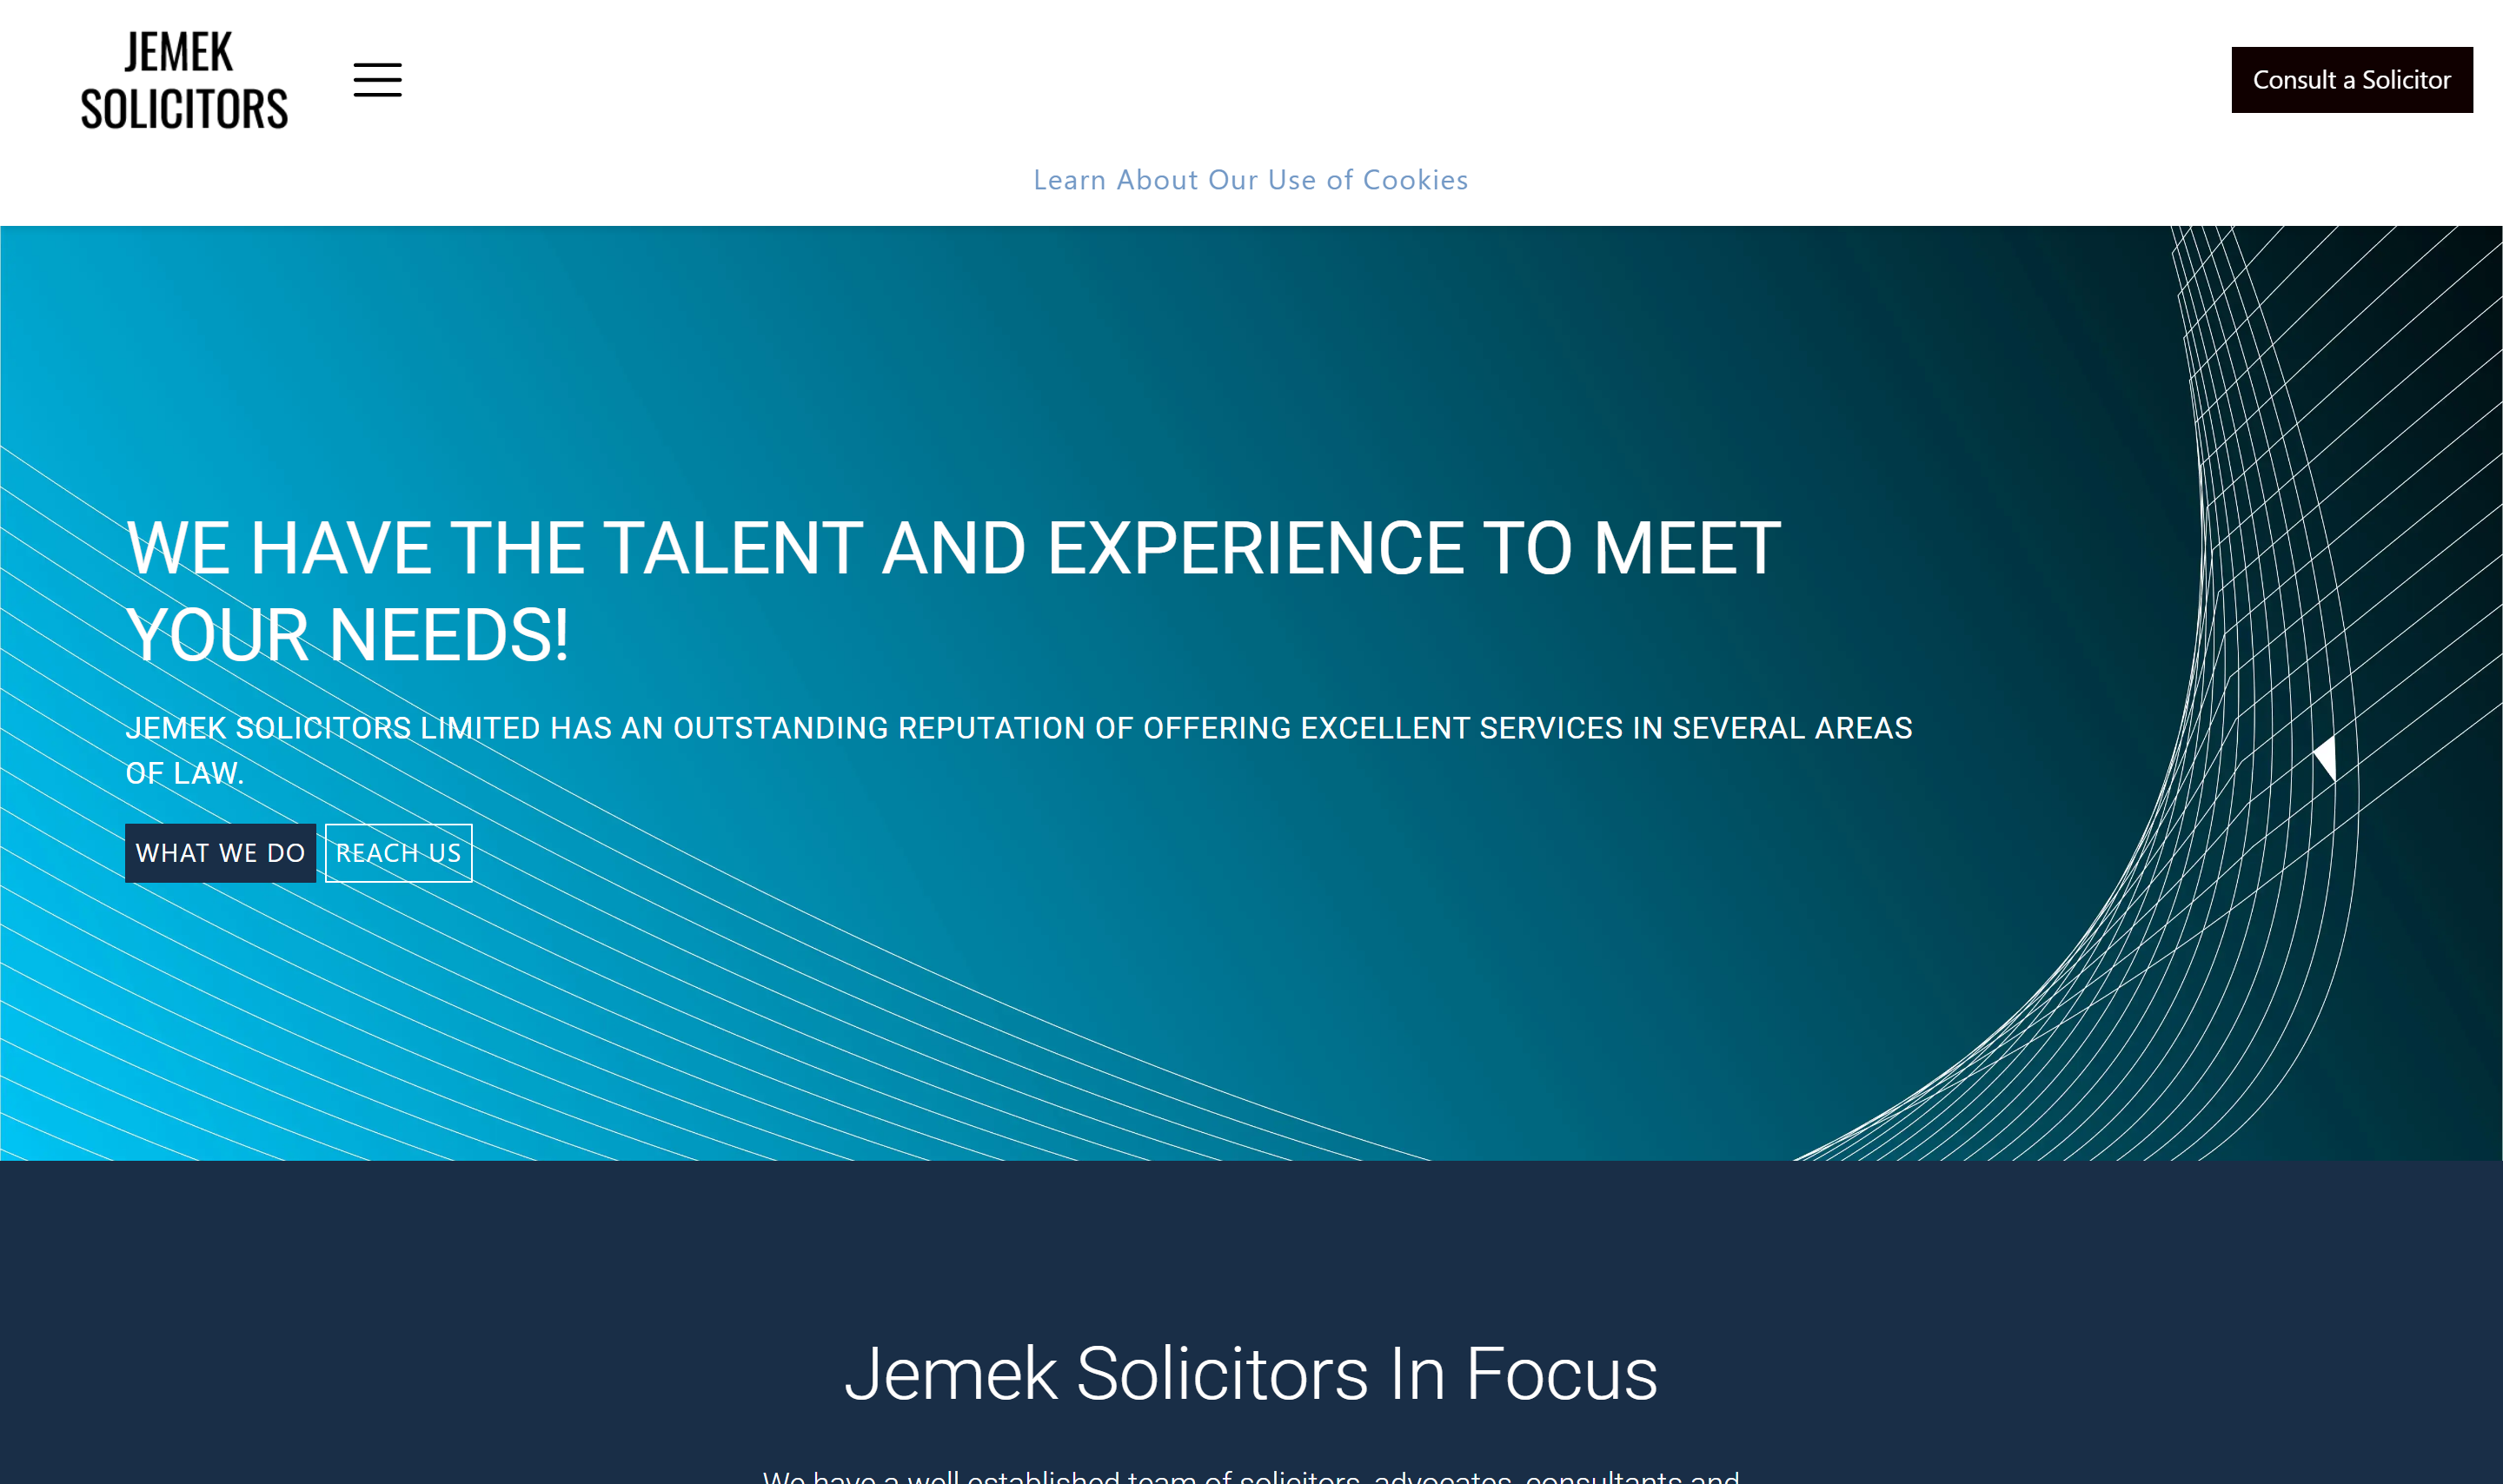 JEMEK
SOLICITORS
Consult a Solicitor
Learn About Our Use of Cookies
WE HAVE THE TALENT AND EXPERIENCE TO MEET
YOUR NEEDS!
JEMEK SOLICITORS LIMITED HAS AN OUTSTANDING REPUTATION OF OFFERING EXCELLENT SERVICES IN SEVERAL AREAS
OF LAW.
WHAT WE DO
REACH US
Jemek Solicitors In Focus
We have a well established team of solicitors, advocates, consultants and